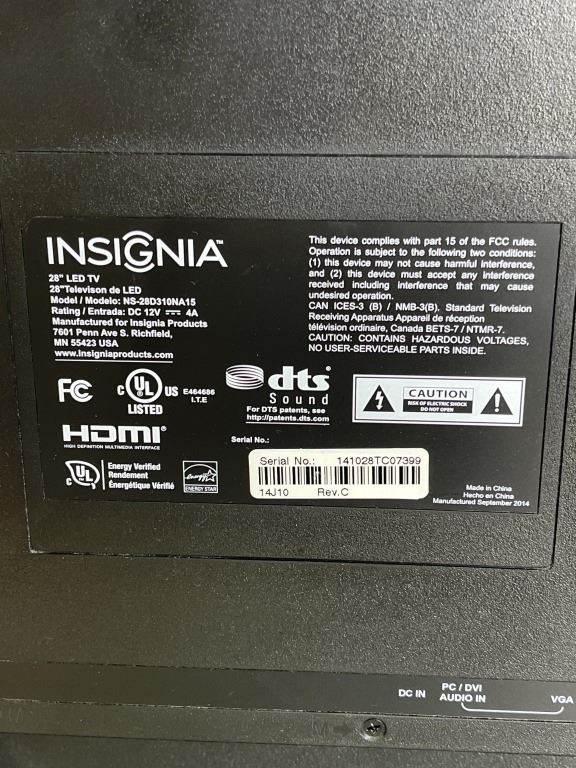 INSIGNIA™
28" LED TV
28"Televison de LED
Model / Modelo: NS-28D310NA15
Rating / Entrada: DC 12V ⎓ 4A
Manufactured for Insignia Products
7601 Penn Ave S. Richfield,
MN 55423 USA
www.insigniaproducts.com
This device complies with part 15 of the FCC rules.
Operation is subject to the following two conditions:
(1) this device may not cause harmful interference,
and (2) this device must accept any interference
received including interference that may cause
undesired operation.
CAN ICES-3 (B) / NMB-3(B). Standard Television
Receiving Apparatus Appareil de réception
télévision ordinaire, Canada BETS-7 / NTMR-7.
CAUTION: CONTAINS HAZARDOUS VOLTAGES,
NO USER-SERVICEABLE PARTS INSIDE.
FC
c UL® US
LISTED
E464686
I.T.E
dts
Sound
For DTS patents, see
http://patents.dts.com
CAUTION
RISK OF ELECTRIC SHOCK
DO NOT OPEN
HDMI®
HIGH DEFINITION MULTIMEDIA INTERFACE
c UL
Energy Verified
Rendement
Énergétique Vérifié
energy
ENERGY STAR
Serial No.:
Serial No.: 141028TC07399
14J10 Rev.C
Made in China
Hecho en China
Manufactured September 2014
DC IN
PC / DVI
AUDIO IN
VGA